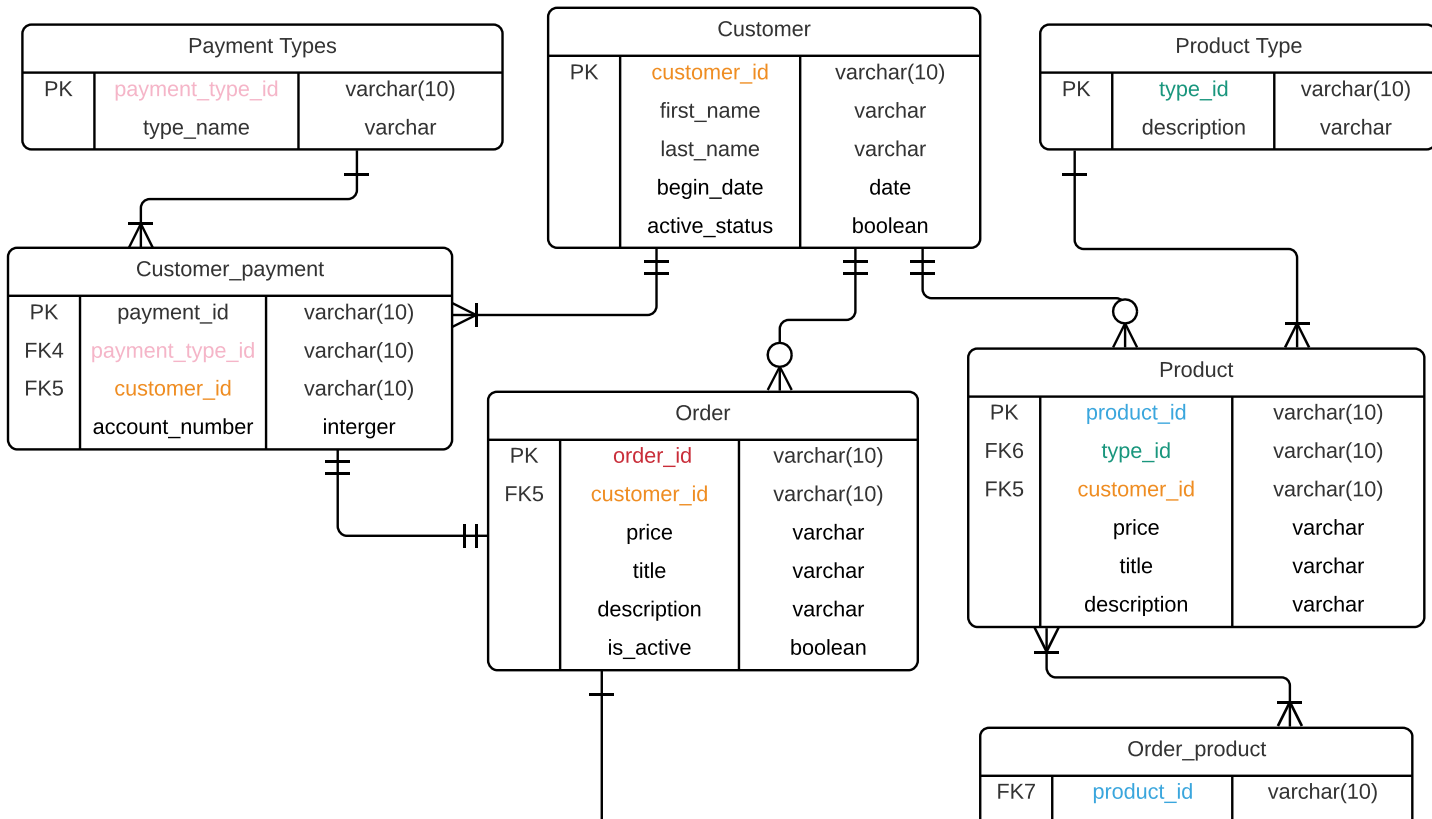 Payment Types
PK payment_type_id varchar(10)
type_name varchar
Customer
PK customer_id varchar(10)
first_name varchar
last_name varchar
begin_date date
active_status boolean
Product Type
PK type_id varchar(10)
description varchar
Customer_payment
PK payment_id varchar(10)
FK4 payment_type_id varchar(10)
FK5 customer_id varchar(10)
account_number interger
Order
PK order_id varchar(10)
FK5 customer_id varchar(10)
price varchar
title varchar
description varchar
is_active boolean
Product
PK product_id varchar(10)
FK6 type_id varchar(10)
FK5 customer_id varchar(10)
price varchar
title varchar
description varchar
Order_product
FK7 product_id varchar(10)